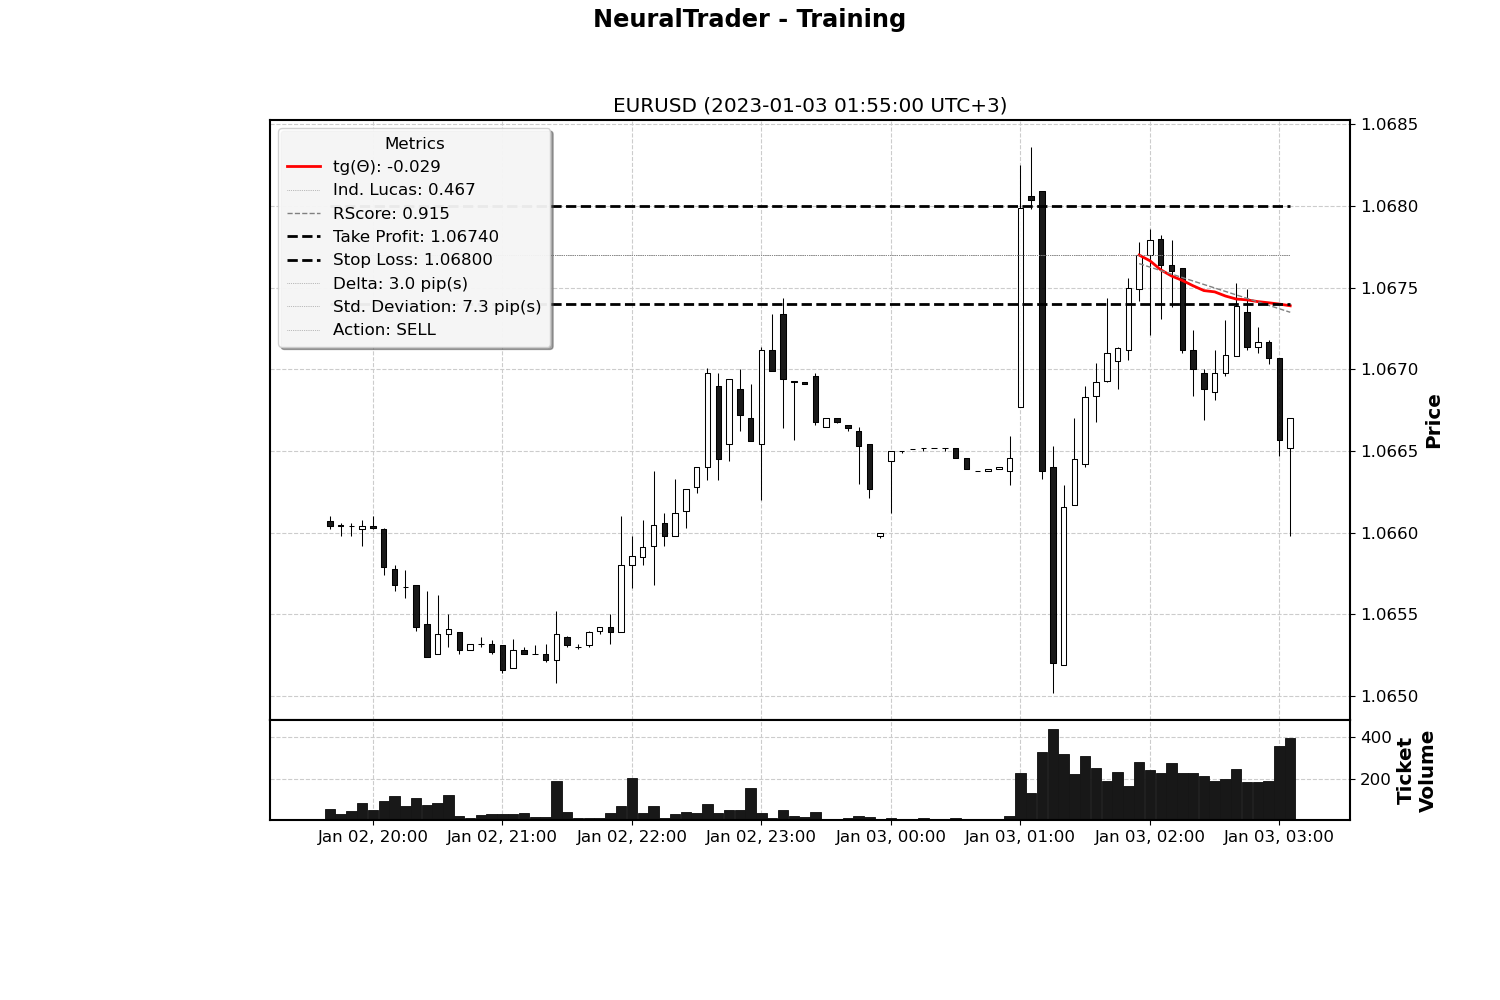 NeuralTrader - Training
EURUSD (2023-01-03 01:55:00 UTC+3)
Metrics
tg(Θ): -0.029
Ind. Lucas: 0.467
RScore: 0.915
Take Profit: 1.06740
Stop Loss: 1.06800
Delta: 3.0 pip(s)
Std. Deviation: 7.3 pip(s)
Action: SELL
1.0685
1.0680
1.0675
1.0670
1.0665
1.0660
1.0655
1.0650
Price
400
200
Ticket
Volume
Jan 02, 20:00
Jan 02, 21:00
Jan 02, 22:00
Jan 02, 23:00
Jan 03, 00:00
Jan 03, 01:00
Jan 03, 02:00
Jan 03, 03:00